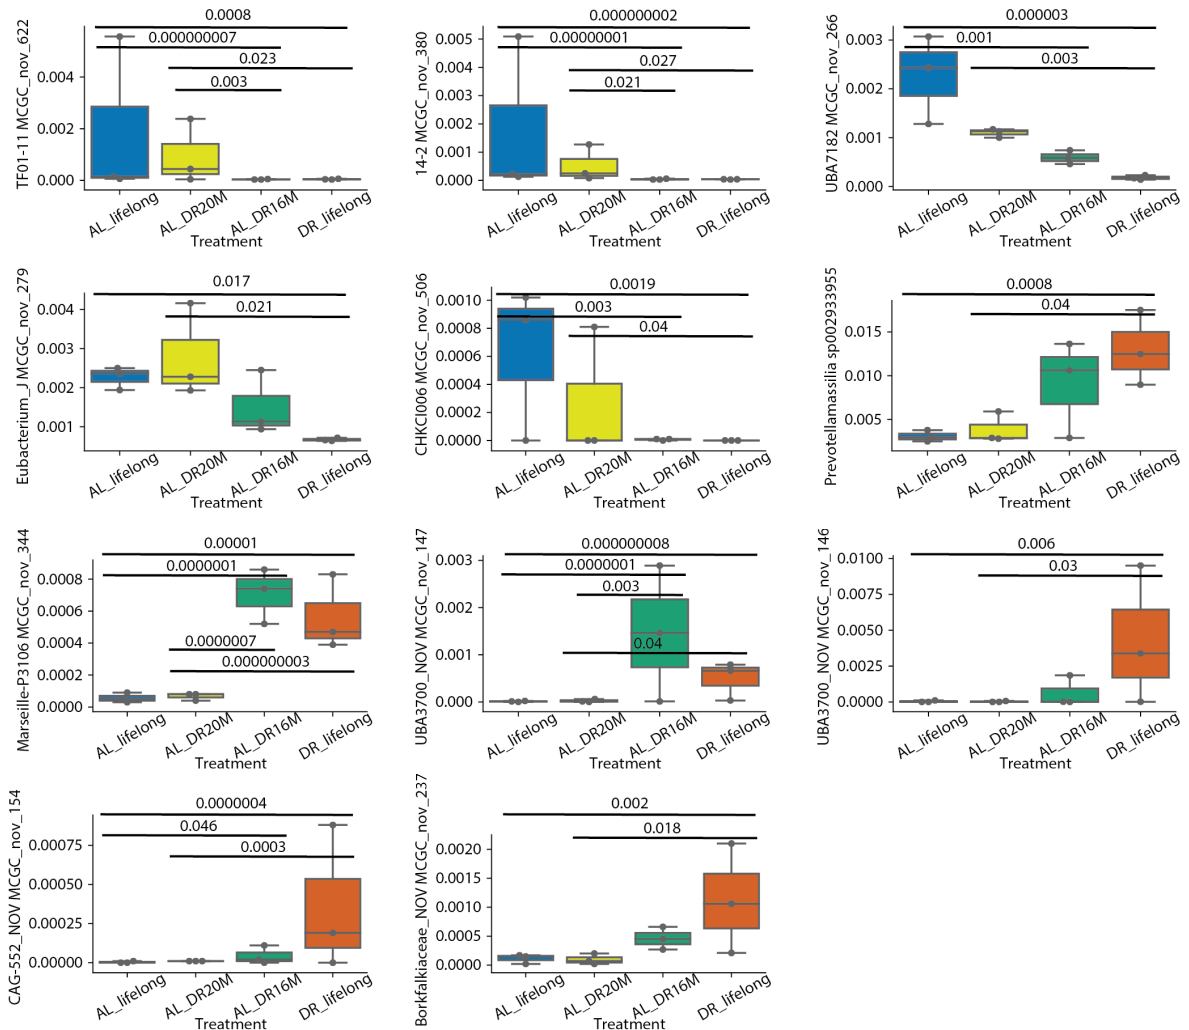 TF01-11 MCGC_nov_622
0.0008
0.000000007
0.023
0.003
0.004
0.002
0.000
AL_lifelong
AL_DR20M
AL_DR16M
DR_lifelong
Treatment
14-2 MCGC_nov_380
0.000000002
0.00000001
0.027
0.021
0.005
0.004
0.003
0.002
0.001
0.000
AL_lifelong
AL_DR20M
AL_DR16M
DR_lifelong
Treatment
UBA7182 MCGC_nov_266
0.000003
0.001
0.003
0.003
0.002
0.001
0.000
AL_lifelong
AL_DR20M
AL_DR16M
DR_lifelong
Treatment
Eubacterium_J MCGC_nov_279
0.017
0.021
0.004
0.003
0.002
0.001
AL_lifelong
AL_DR20M
AL_DR16M
DR_lifelong
Treatment
CHKCI006 MCGC_nov_506
0.0019
0.003
0.04
0.0010
0.0008
0.0006
0.0004
0.0002
0.0000
AL_lifelong
AL_DR20M
AL_DR16M
DR_lifelong
Treatment
Prevotellamasilia sp002933955
0.0008
0.04
0.015
0.010
0.005
AL_lifelong
AL_DR20M
AL_DR16M
DR_lifelong
Treatment
Marseille-P3106 MCGC_nov_344
0.00001
0.0000001
0.0000007
0.000000003
0.0008
0.0006
0.0004
0.0002
0.0000
AL_lifelong
AL_DR20M
AL_DR16M
DR_lifelong
Treatment
UBA3700_NOV MCGC_nov_147
0.000000008
0.0000001
0.003
0.04
0.003
0.002
0.001
0.000
AL_lifelong
AL_DR20M
AL_DR16M
DR_lifelong
Treatment
UBA3700_NOV MCGC_nov_146
0.006
0.03
0.0100
0.0075
0.0050
0.0025
0.0000
AL_lifelong
AL_DR20M
AL_DR16M
DR_lifelong
Treatment
CAG-552_NOV MCGC_nov_154
0.0000004
0.046
0.0003
0.00075
0.00050
0.00025
0.00000
AL_lifelong
AL_DR20M
AL_DR16M
DR_lifelong
Treatment
Borkfalkiaceae_NOV MCGC_nov_237
0.002
0.018
0.0020
0.0015
0.0010
0.0005
0.0000
AL_lifelong
AL_DR20M
AL_DR16M
DR_lifelong
Treatment